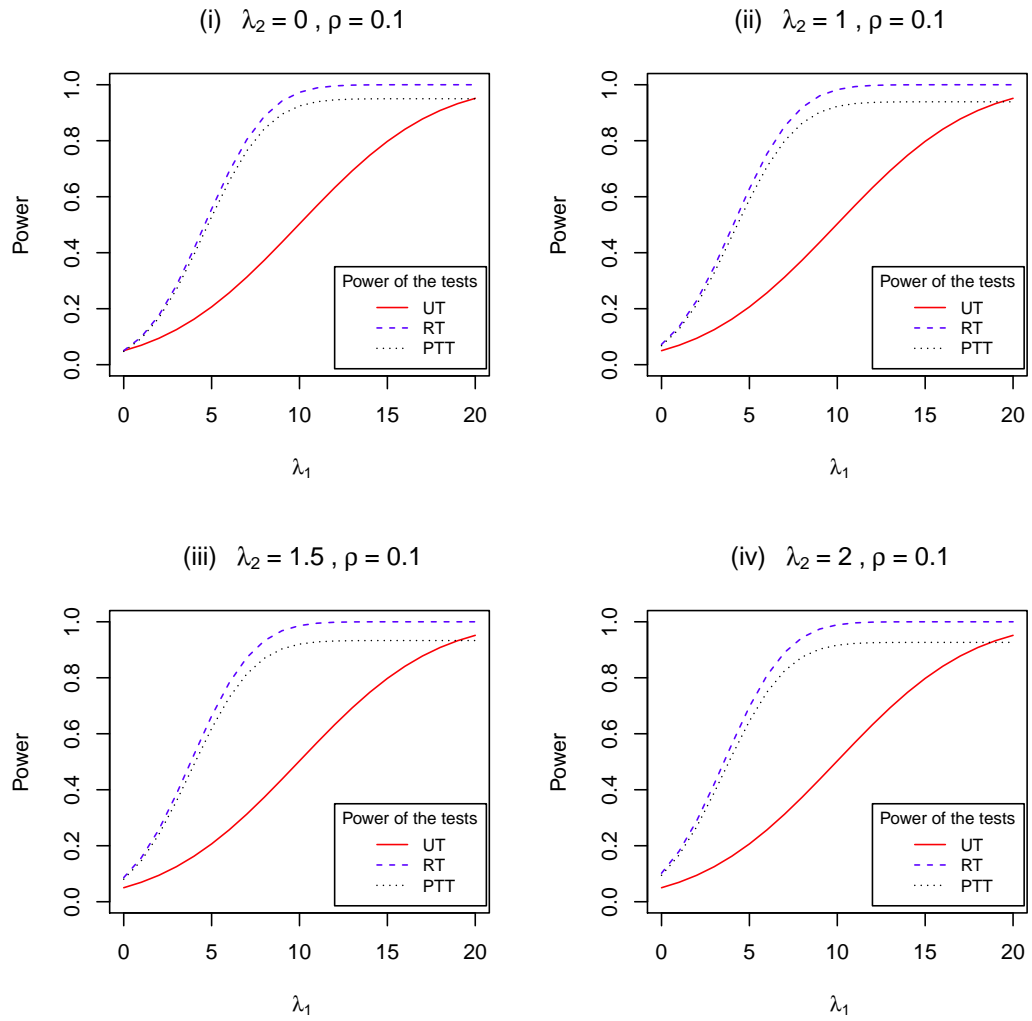 (i) λ₂ = 0 , ρ = 0.1
Power
1.0
0.8
0.6
0.4
0.2
0.0
Power of the tests
UT
RT
PTT
0 5 10 15 20
λ₁
(ii) λ₂ = 1 , ρ = 0.1
Power
1.0
0.8
0.6
0.4
0.2
0.0
Power of the tests
UT
RT
PTT
0 5 10 15 20
λ₁
(iii) λ₂ = 1.5 , ρ = 0.1
Power
1.0
0.8
0.6
0.4
0.2
0.0
Power of the tests
UT
RT
PTT
0 5 10 15 20
λ₁
(iv) λ₂ = 2 , ρ = 0.1
Power
1.0
0.8
0.6
0.4
0.2
0.0
Power of the tests
UT
RT
PTT
0 5 10 15 20
λ₁